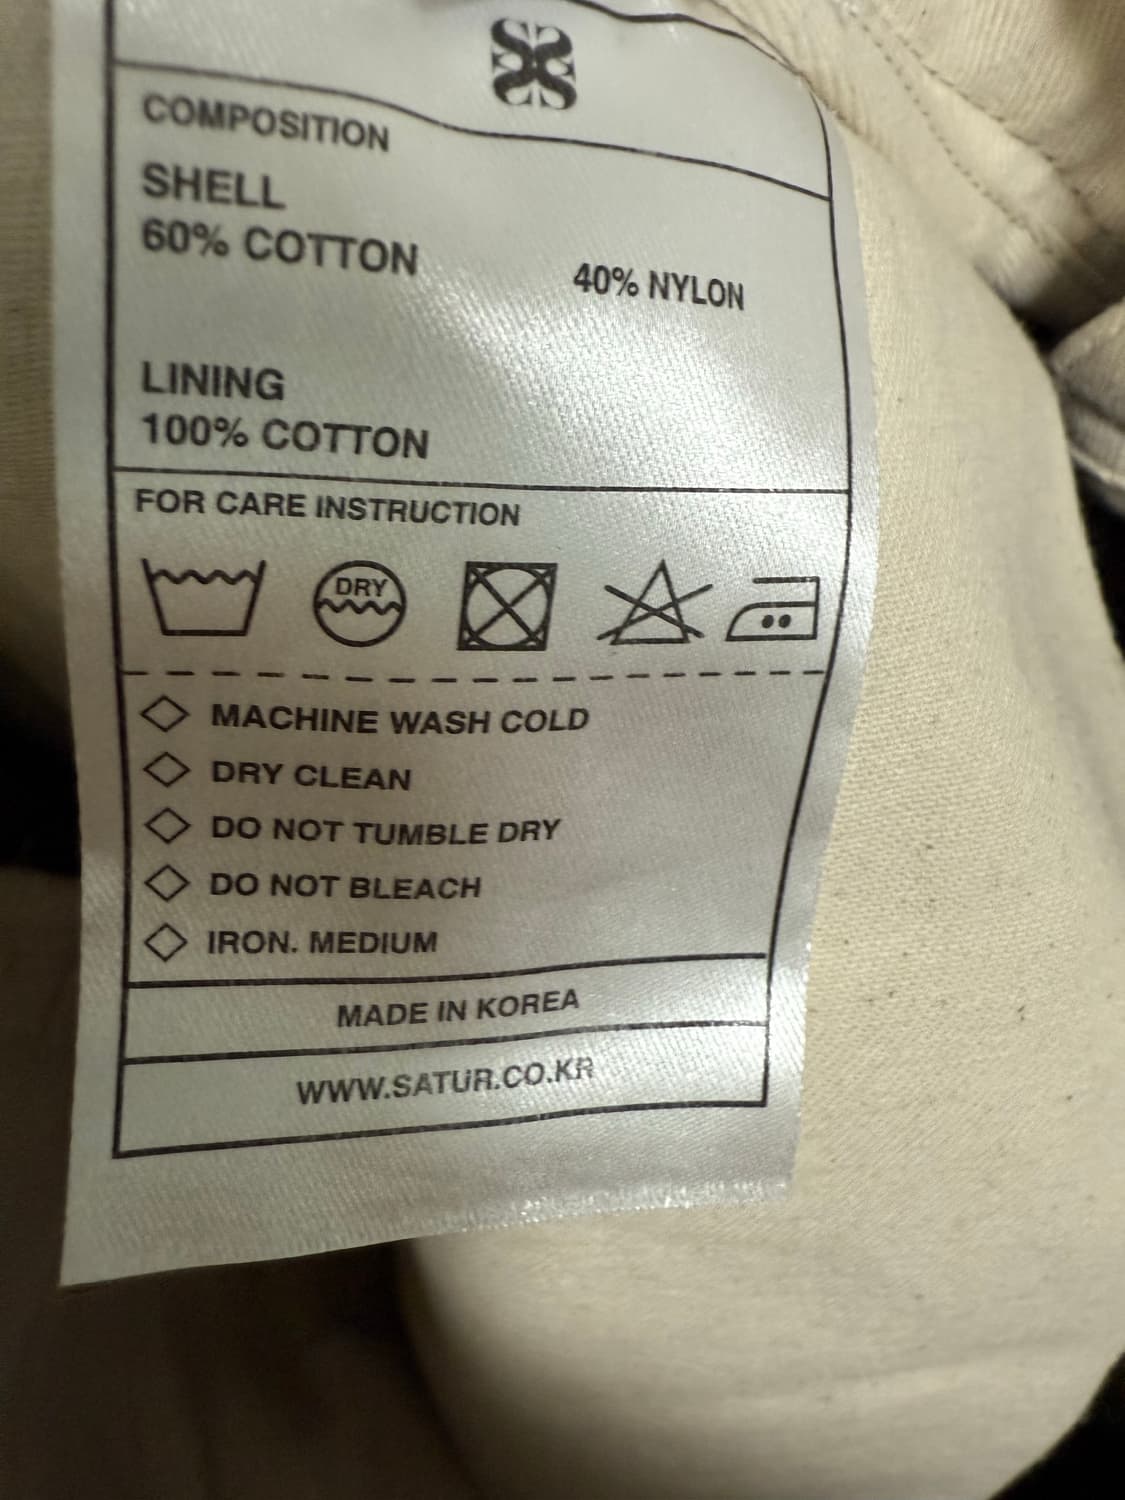 COMPOSITION
SHELL
60% COTTON 40% NYLON
LINING
100% COTTON
FOR CARE INSTRUCTION
DRY
MACHINE WASH COLD
DRY CLEAN
DO NOT TUMBLE DRY
DO NOT BLEACH
IRON. MEDIUM
MADE IN KOREA
WWW.SATUR.CO.KR